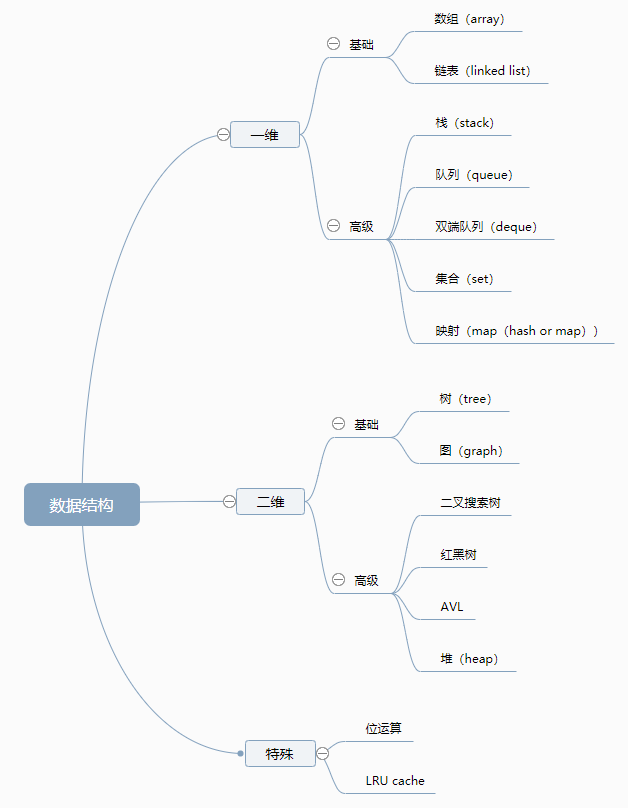 数据结构
一维
基础
数组（array）
链表（linked list）
高级
栈（stack）
队列（queue）
双端队列（deque）
集合（set）
映射（map（hash or map））
二维
基础
树（tree）
图（graph）
高级
二叉搜索树
红黑树
AVL
堆（heap）
特殊
位运算
LRU cache